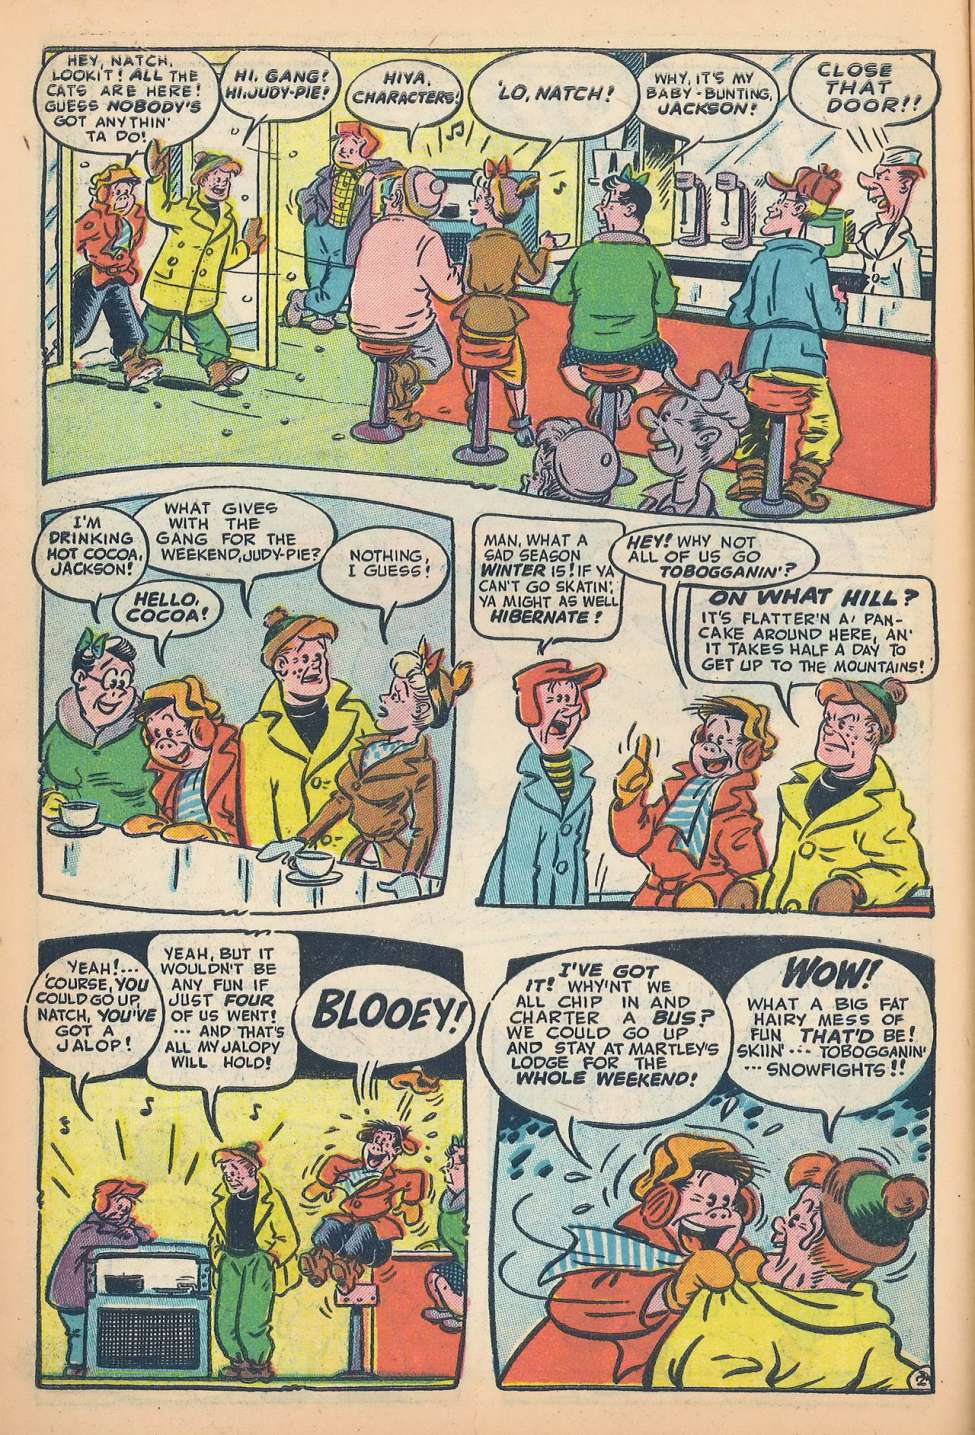 HEY, NATCH.
LOOKIT! ALL THE
CATS ARE HERE!
GUESS NOBODY'S
GOT ANYTHIN'
TA DO!
HI, GANG!
HI, JUDY-PIE!
HIYA,
CHARACTERS!
'LO, NATCH!
WHY, IT'S MY
BABY-BUNTING,
JACKSON!
CLOSE
THAT
DOOR!!
I'M
DRINKING
HOT COCOA,
JACKSON!
HELLO,
COCOA!
WHAT GIVES
WITH THE
GANG FOR THE
WEEKEND, JUDY-PIE?
NOTHING,
I GUESS!
MAN, WHAT A
SAD SEASON
WINTER IS! IF YA
CAN'T GO SKATIN',
YA MIGHT AS WELL
HIBERNATE!
HEY! WHY NOT
ALL OF US GO
TOBOGGANIN'?
ON WHAT HILL?
IT'S FLATTER'N A' PAN-
CAKE AROUND HERE, AN'
IT TAKES HALF A DAY TO
GET UP TO THE MOUNTAINS!
YEAH!...
'COURSE, YOU
COULD GO UP,
NATCH, YOU'VE
GOT A
JALOP!
YEAH, BUT IT
WOULDN'T BE
ANY FUN IF
JUST FOUR
OF US WENT!
... AND THAT'S
ALL MY JALOPY
WILL HOLD!
BLOOEY!
I'VE GOT
IT! WHY'NT WE
ALL CHIP IN AND
CHARTER A BUS?
WE COULD GO UP
AND STAY AT MARTLEY'S
LODGE FOR THE
WHOLE WEEKEND!
WOW!
WHAT A BIG FAT
HAIRY MESS OF
FUN THAT'D BE!
SKIIN'... TOBOGGANIN'
... SNOWFIGHTS!!
2